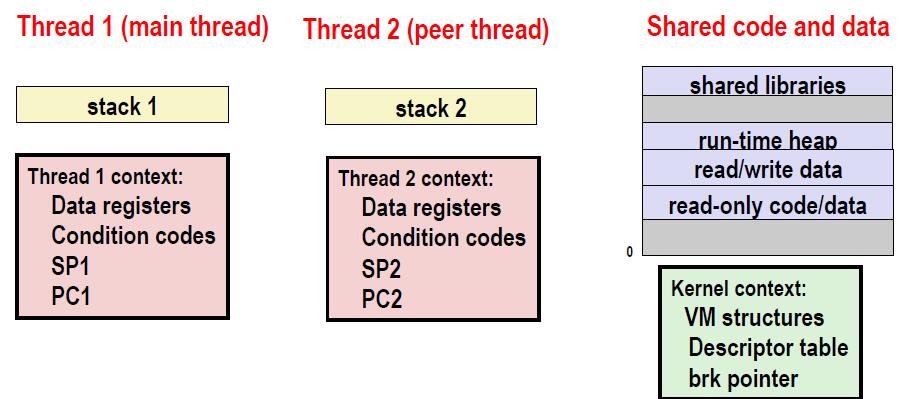 Thread 1 (main thread)
Thread 2 (peer thread)
Shared code and data
stack 1
stack 2
shared libraries
run-time heap
read/write data
read-only code/data
0
Thread 1 context:
Data registers
Condition codes
SP1
PC1
Thread 2 context:
Data registers
Condition codes
SP2
PC2
Kernel context:
VM structures
Descriptor table
brk pointer